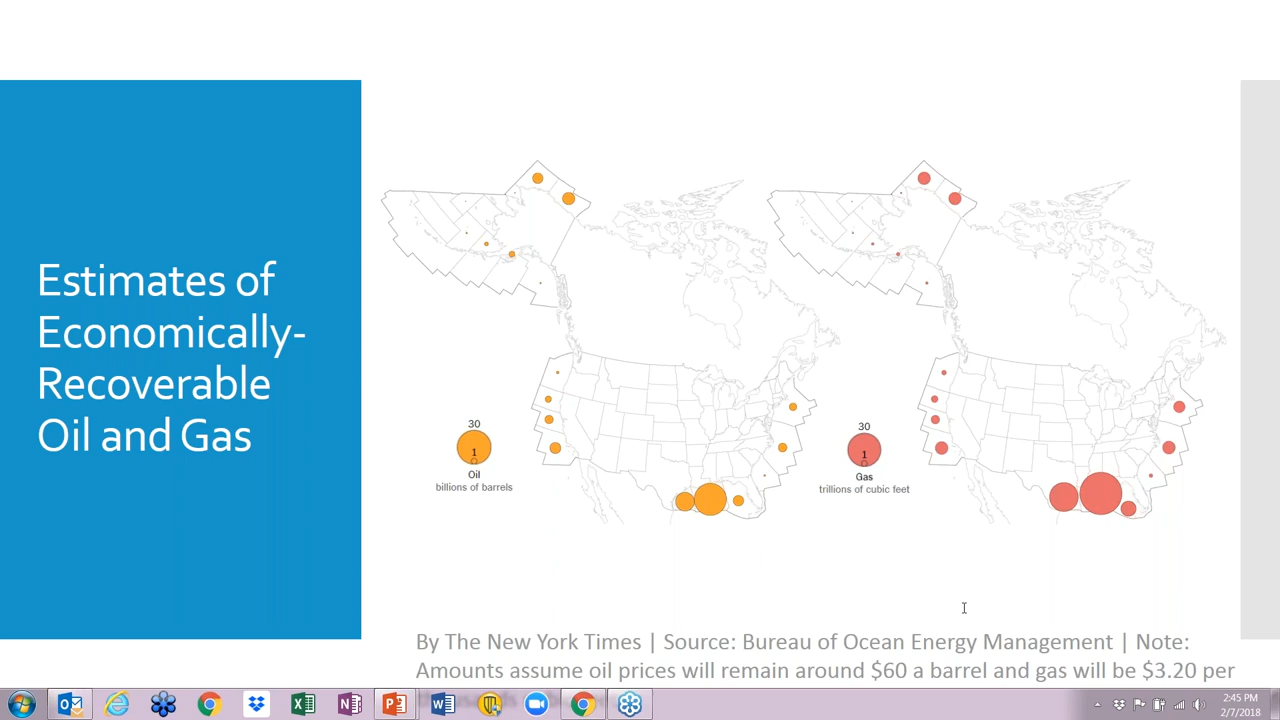 Estimates of
Economically-
Recoverable
Oil and Gas
30
1
Oil
billions of barrels
30
1
Gas
trillions of cubic feet
By The New York Times | Source: Bureau of Ocean Energy Management | Note:
Amounts assume oil prices will remain around $60 a barrel and gas will be $3.20 per
2:45 PM
2/7/2018